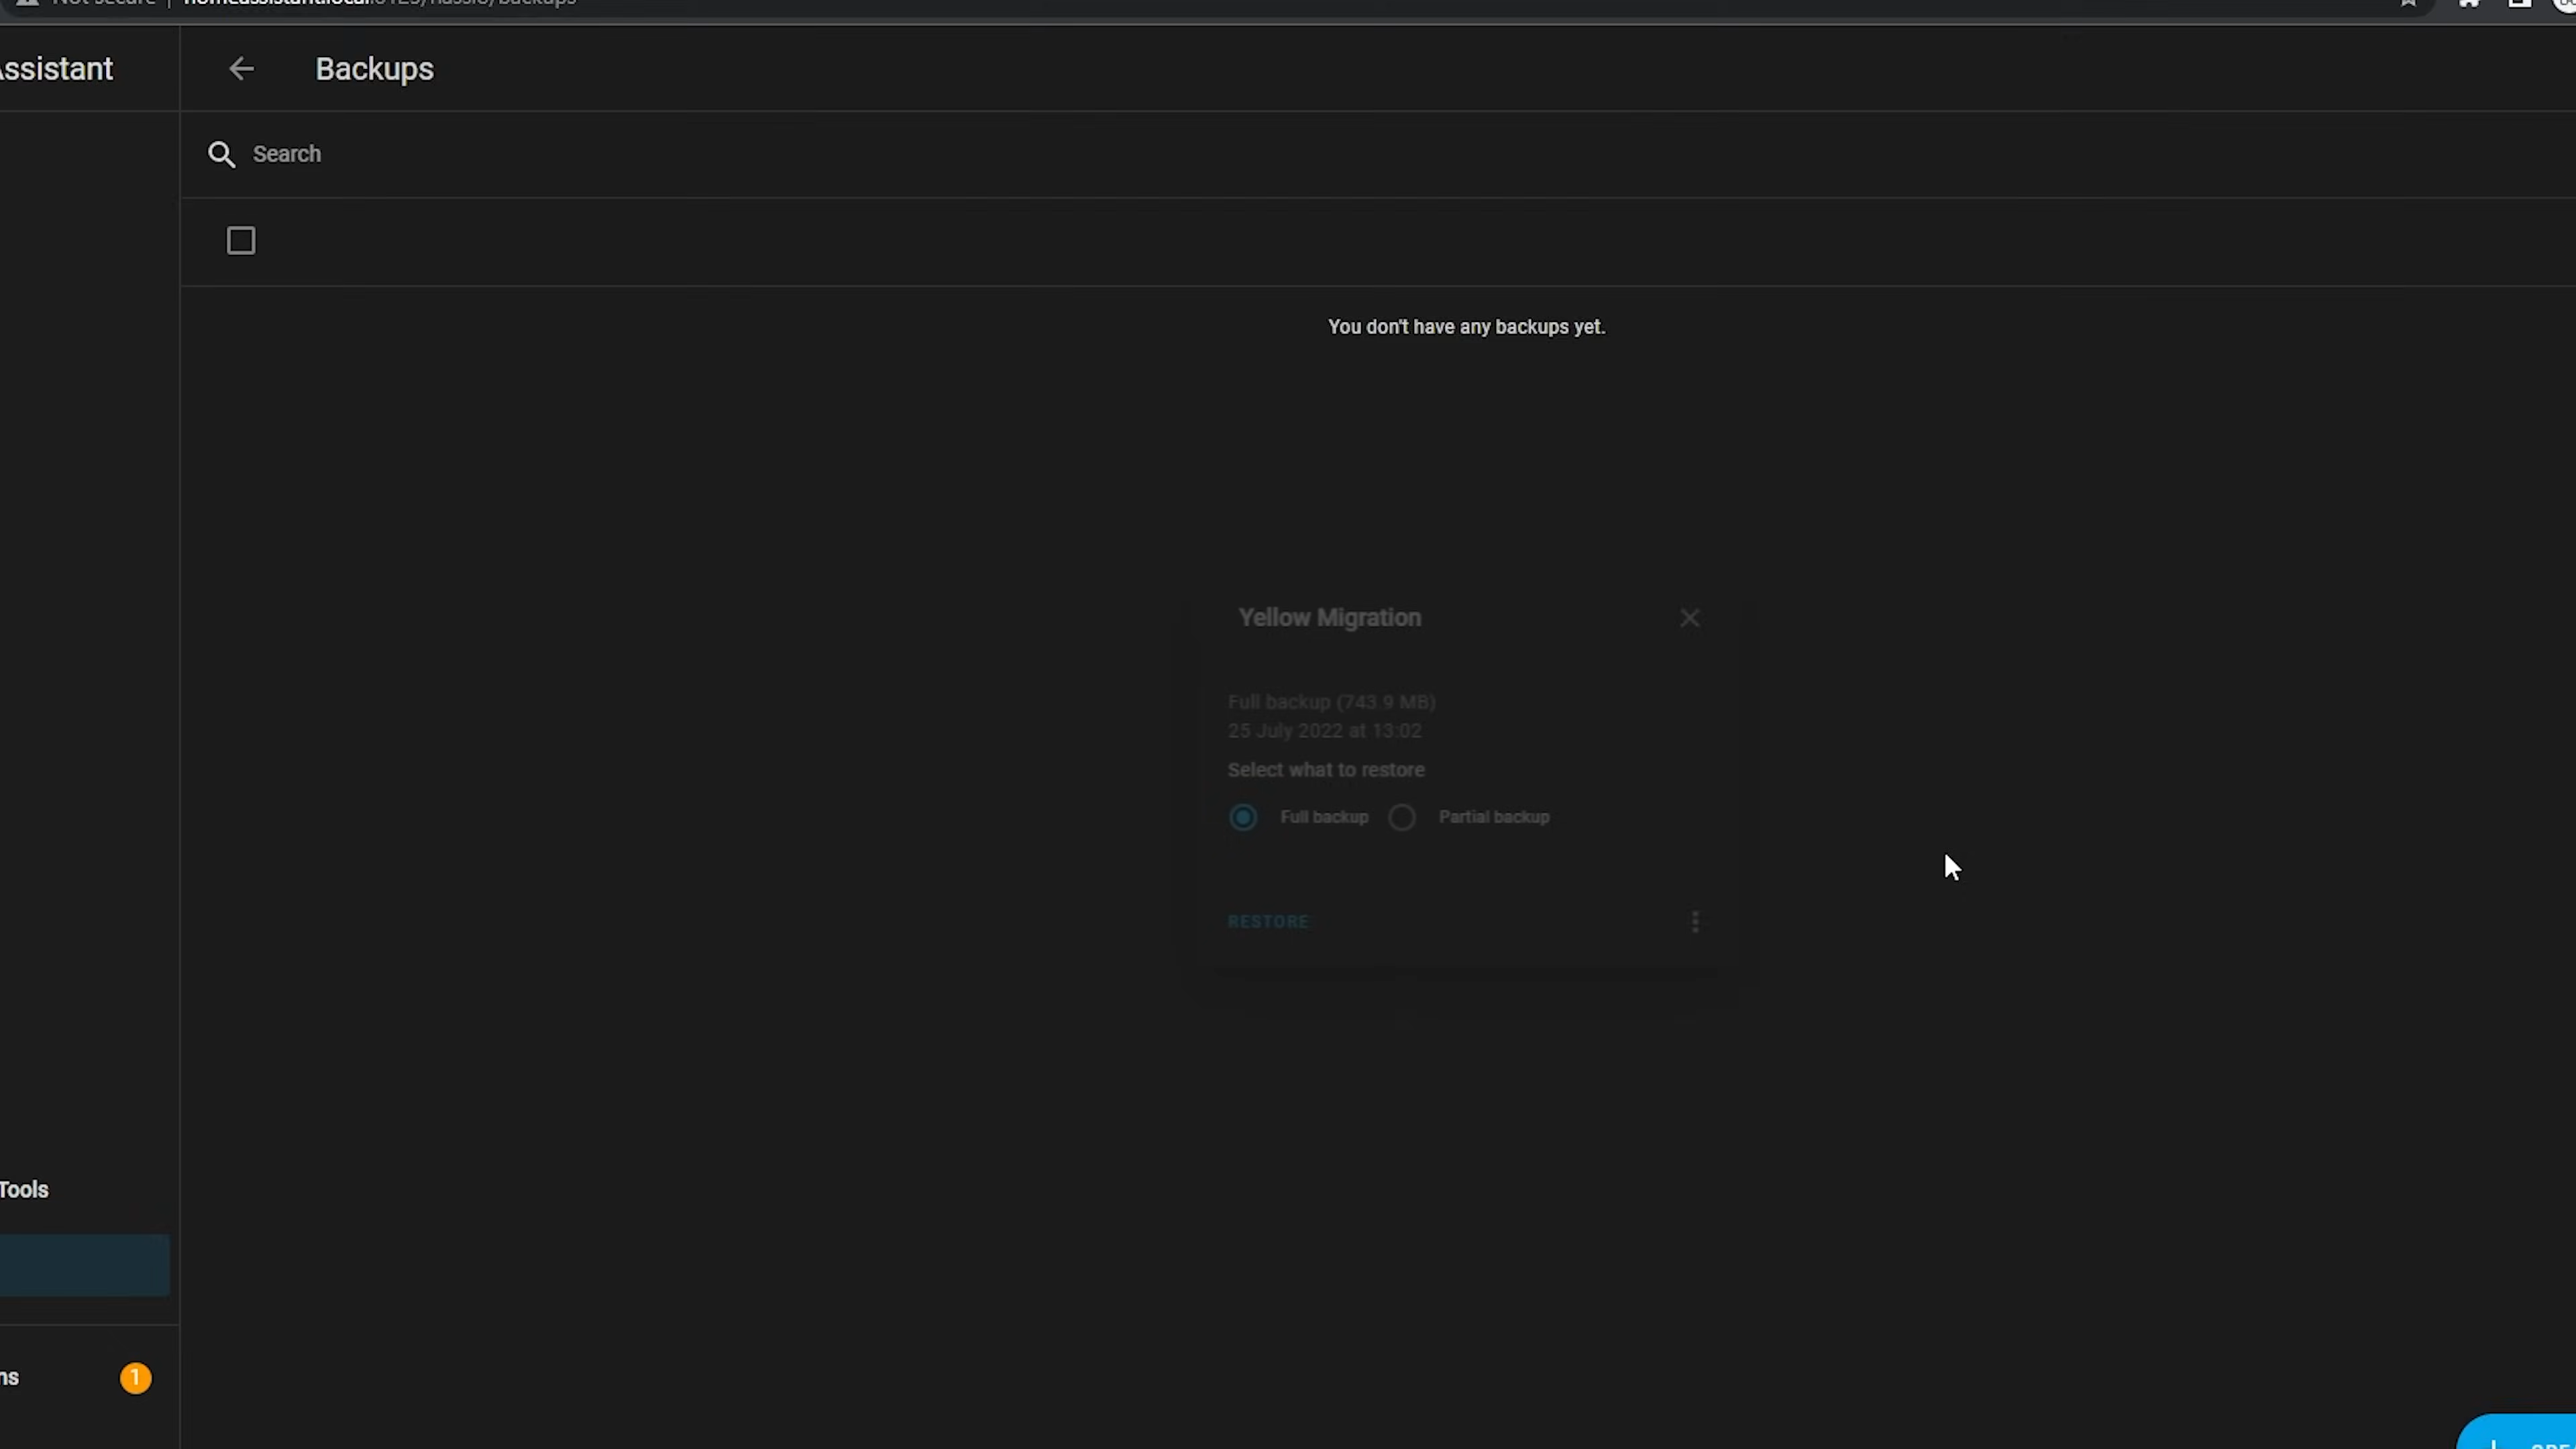 Assistant
Backups
Search
You don't have any backups yet.
Yellow Migration
Full backup (743.9 MB)
25 July 2022 at 13:02
Select what to restore
Full backup
Partial backup
RESTORE
Tools
ns
1